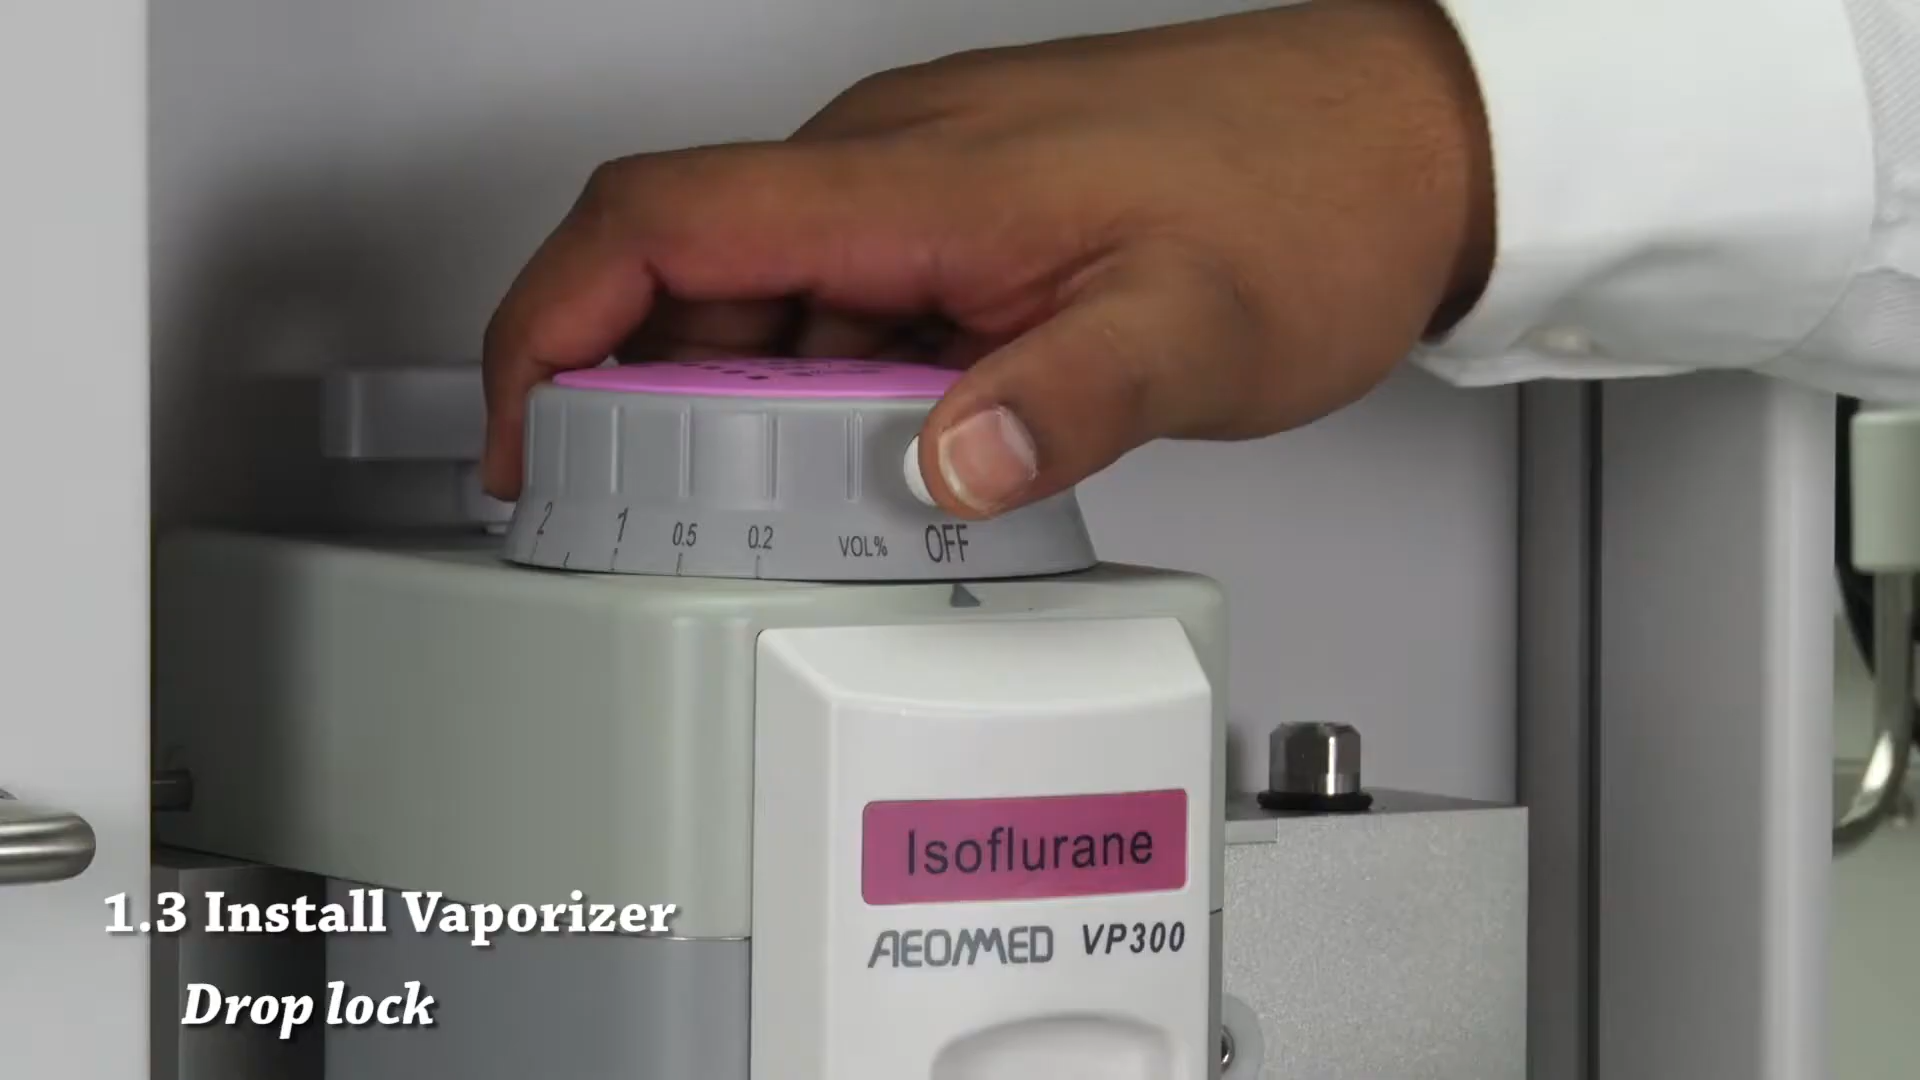 2 1 0.5 0.2 VOL% OFF
Isoflurane
AEONMED VP300
1.3 Install Vaporizer
Drop lock